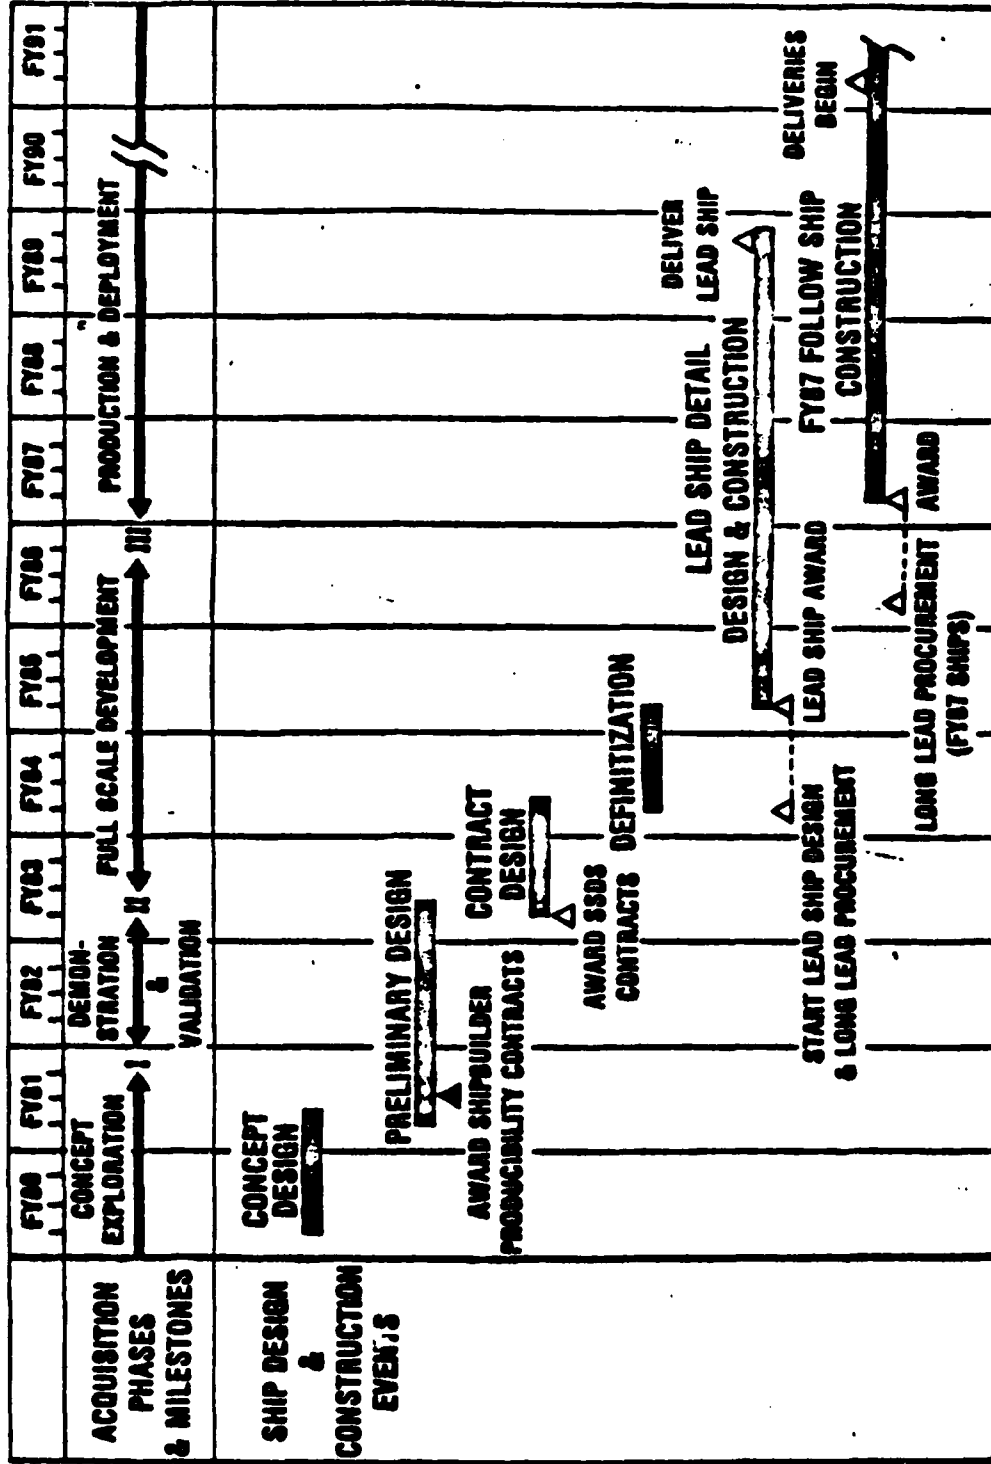 FY80 FY81 FY82 FY83 FY84 FY85 FY86 FY87 FY88 FY89 FY90 FY91
ACQUISITION
PHASES
& MILESTONES
CONCEPT
EXPLORATION
I
DEMON-
STRATION
&
VALIDATION
II
FULL SCALE DEVELOPMENT
III
PRODUCTION & DEPLOYMENT
SHIP DESIGN
&
CONSTRUCTION
EVENTS
CONCEPT
DESIGN
PRELIMINARY DESIGN
AWARD SHIPBUILDER
PRODUCIBILITY CONTRACTS
CONTRACT
DESIGN
AWARD SSDS
CONTRACTS
DEFINITIZATION
LEAD SHIP DETAIL
DESIGN & CONSTRUCTION
DELIVER
LEAD SHIP
START LEAD SHIP DESIGN
& LONG LEAD PROCUREMENT
LEAD SHIP AWARD
FY87 FOLLOW SHIP
CONSTRUCTION
DELIVERIES
BEGIN
LONG LEAD PROCUREMENT
(FY87 SHIPS)
AWARD